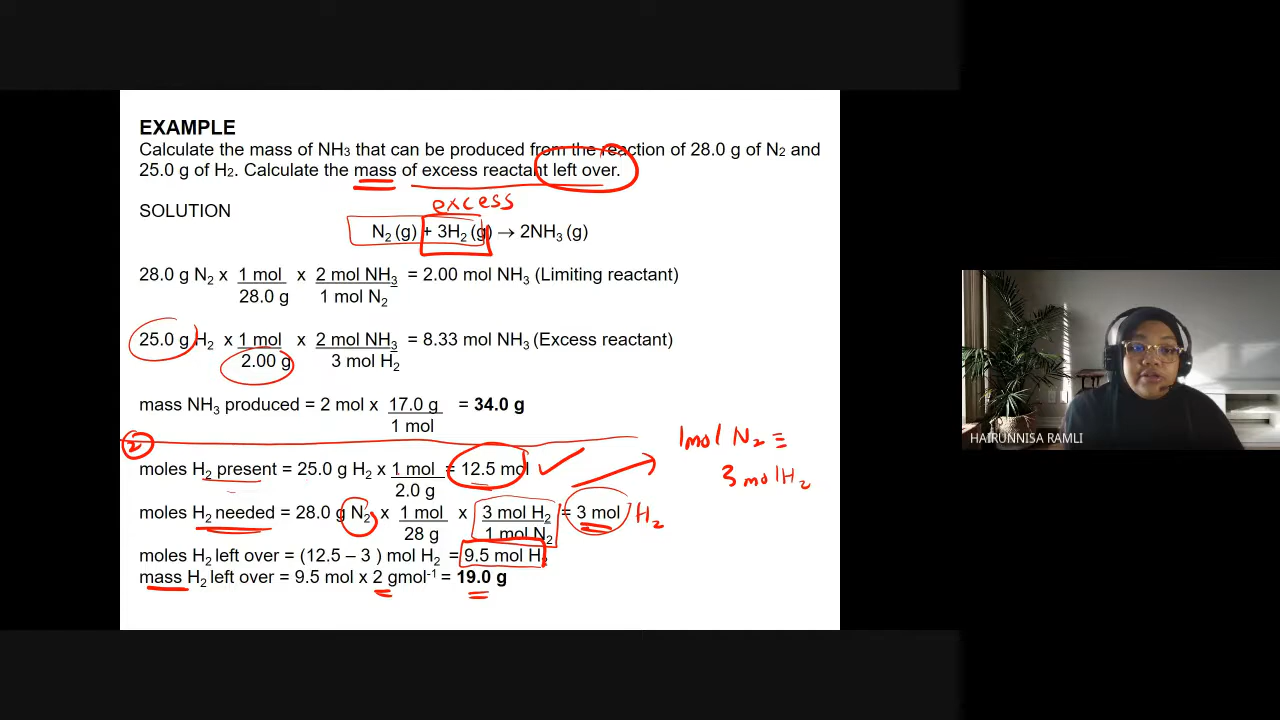 EXAMPLE
Calculate the mass of NH₃ that can be produced from the reaction of 28.0 g of N₂ and
25.0 g of H₂. Calculate the mass of excess reactant left over.
excess
SOLUTION
N₂ (g) + 3H₂ (g) → 2NH₃ (g)
28.0 g N₂ x 1 mol x 2 mol NH₃ = 2.00 mol NH₃ (Limiting reactant)
28.0 g 1 mol N₂
25.0 g H₂ x 1 mol x 2 mol NH₃ = 8.33 mol NH₃ (Excess reactant)
2.00 g 3 mol H₂
mass NH₃ produced = 2 mol x 17.0 g = 34.0 g
1 mol
2
1mol N₂ ≡
3 mol H₂
moles H₂ present = 25.0 g H₂ x 1 mol = 12.5 mol
2.0 g
moles H₂ needed = 28.0 g N₂ x 1 mol x 3 mol H₂ = 3 mol H₂
28 g 1 mol N₂
moles H₂ left over = (12.5 – 3 ) mol H₂ = 9.5 mol H₂
mass H₂ left over = 9.5 mol x 2 gmol⁻¹ = 19.0 g
HAIRUNNISA RAMLI